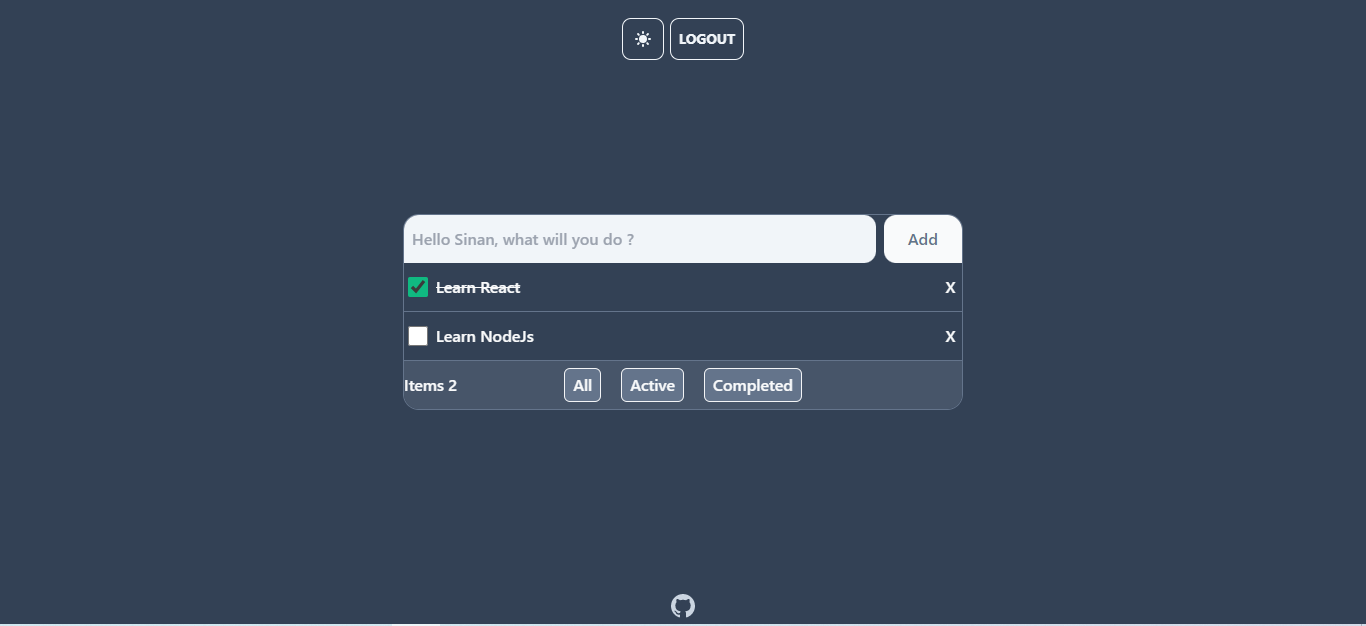 LOGOUT
Hello Sinan, what will you do ? Add
Learn React X
Learn NodeJs X
Items 2 All Active Completed